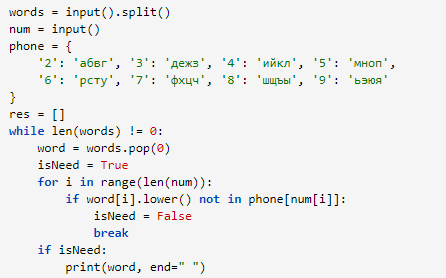 words = input().split()
num = input()
phone = {
    '2': 'абвг', '3': 'дежз', '4': 'ийкл', '5': 'мноп',
    '6': 'рсту', '7': 'фхцч', '8': 'шщъы', '9': 'ьэюя'
}
res = []
while len(words) != 0:
    word = words.pop(0)
    isNeed = True
    for i in range(len(num)):
        if word[i].lower() not in phone[num[i]]:
            isNeed = False
            break
    if isNeed:
        print(word, end=" ")